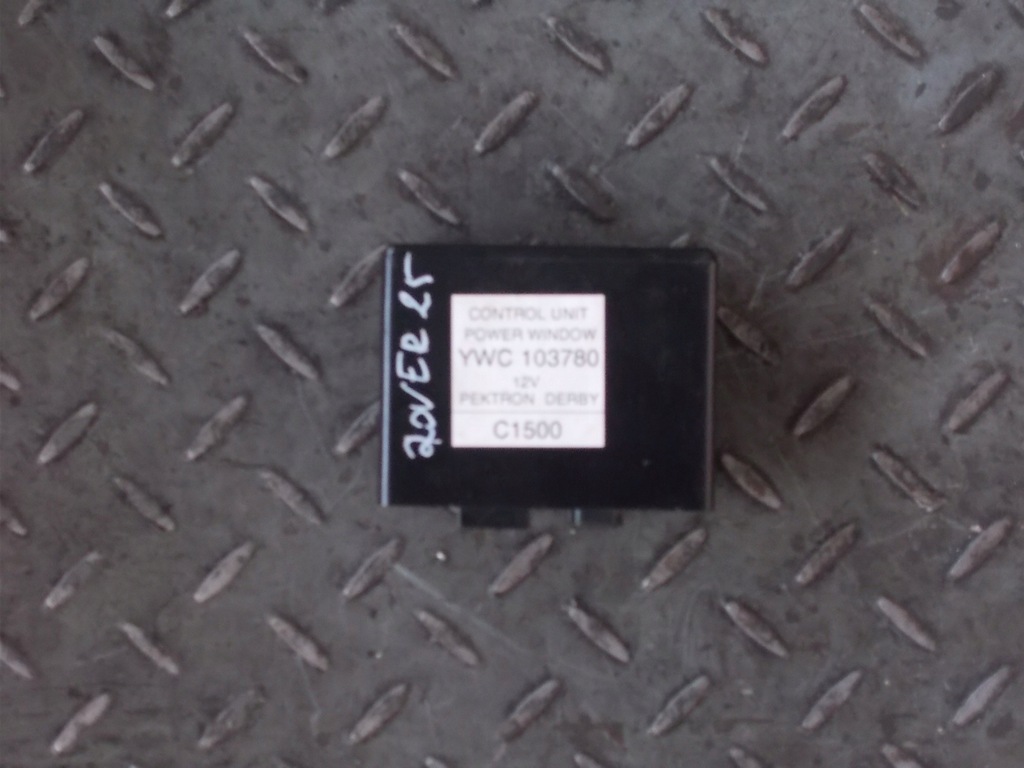 ROVER 25
CONTROL UNIT
POWER WINDOW
YWC 103780
12V
PEKTRON DERBY
C1500